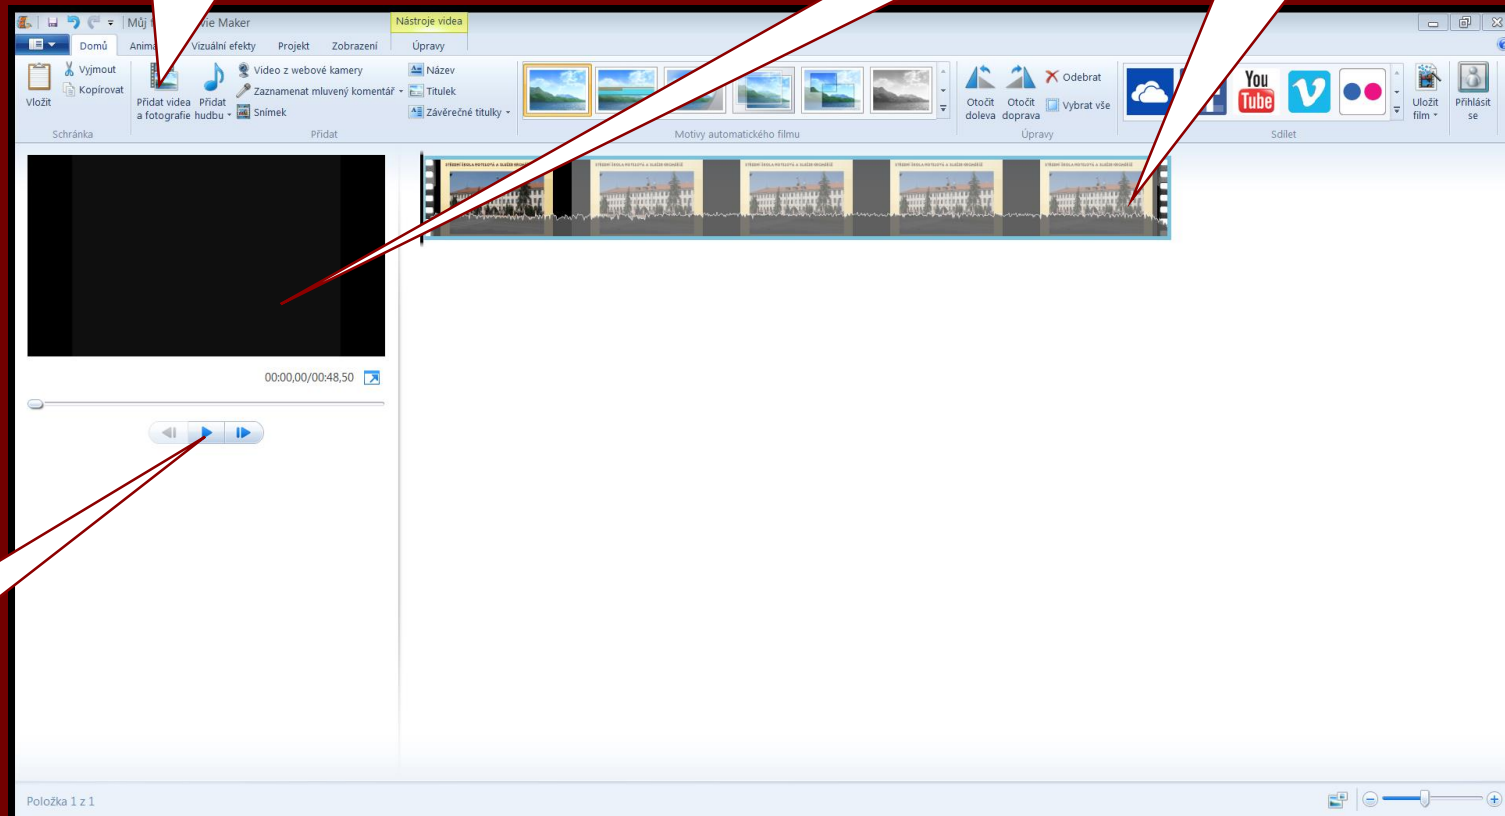 Můj f vie Maker
Nástroje videa
Domů Anima Vizuální efekty Projekt Zobrazení Úpravy
Vložit
Vyjmout
Kopírovat
Schránka
Přidat videa
a fotografie
Přidat
hudbu
Video z webové kamery
Zaznamenat mluvený komentář
Snímek
Název
Titulek
Závěrečné titulky
Přidat
Motivy automatického filmu
Otočit
doleva
Otočit
doprava
Odebrat
Vybrat vše
Úpravy
You
Tube
Sdílet
Uložit
film
Přihlásit
se
00:00,00/00:48,50
Položka 1 z 1